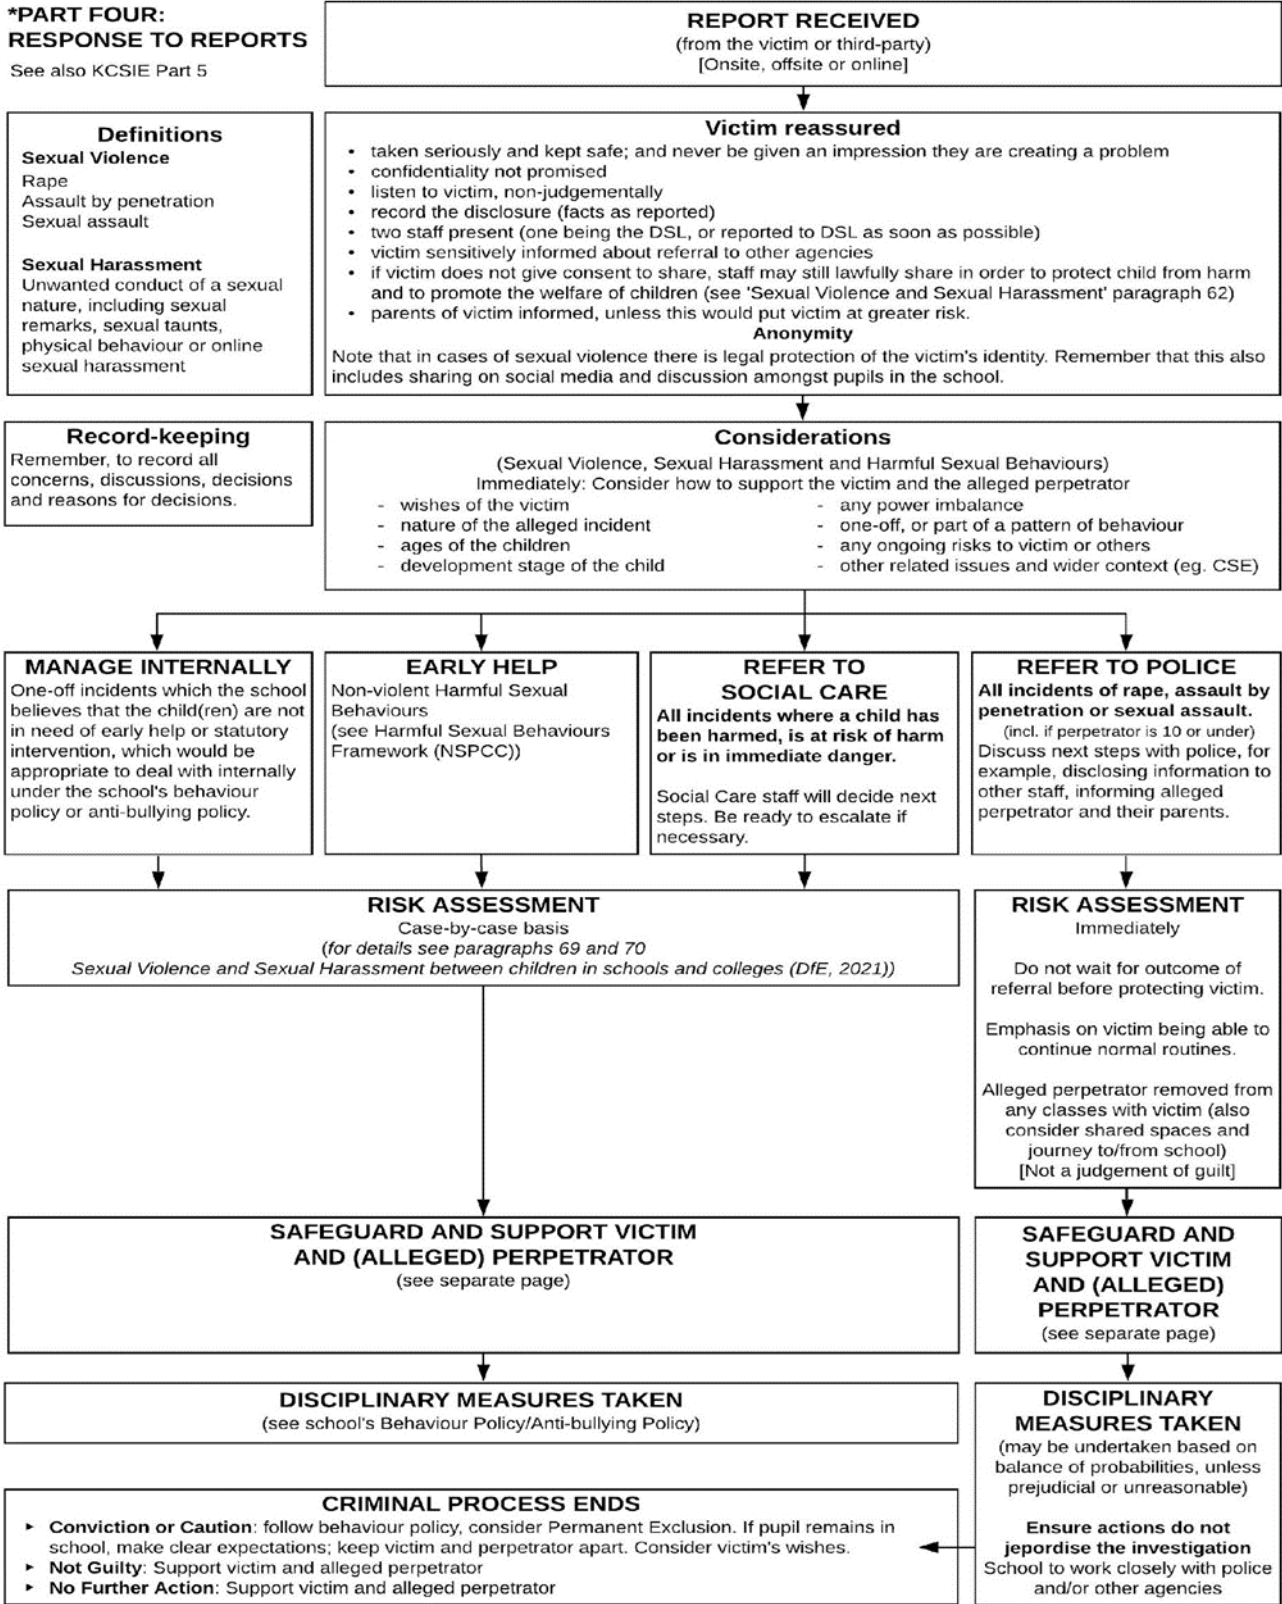 *PART FOUR:
RESPONSE TO REPORTS
See also KCSIE Part 5
REPORT RECEIVED
(from the victim or third-party)
[Onsite, offsite or online]
Definitions
Sexual Violence
Rape
Assault by penetration
Sexual assault
Sexual Harassment
Unwanted conduct of a sexual
nature, including sexual
remarks, sexual taunts,
physical behaviour or online
sexual harassment
Victim reassured
• taken seriously and kept safe; and never be given an impression they are creating a problem
• confidentiality not promised
• listen to victim, non-judgementally
• record the disclosure (facts as reported)
• two staff present (one being the DSL, or reported to DSL as soon as possible)
• victim sensitively informed about referral to other agencies
• if victim does not give consent to share, staff may still lawfully share in order to protect child from harm
and to promote the welfare of children (see 'Sexual Violence and Sexual Harassment' paragraph 62)
• parents of victim informed, unless this would put victim at greater risk.
Anonymity
Note that in cases of sexual violence there is legal protection of the victim's identity. Remember that this also
includes sharing on social media and discussion amongst pupils in the school.
Record-keeping
Remember, to record all
concerns, discussions, decisions
and reasons for decisions.
Considerations
(Sexual Violence, Sexual Harassment and Harmful Sexual Behaviours)
Immediately: Consider how to support the victim and the alleged perpetrator
- wishes of the victim
- nature of the alleged incident
- ages of the children
- development stage of the child
- any power imbalance
- one-off, or part of a pattern of behaviour
- any ongoing risks to victim or others
- other related issues and wider context (eg. CSE)
MANAGE INTERNALLY
One-off incidents which the school
believes that the child(ren) are not
in need of early help or statutory
intervention, which would be
appropriate to deal with internally
under the school's behaviour
policy or anti-bullying policy.
EARLY HELP
Non-violent Harmful Sexual
Behaviours
(see Harmful Sexual Behaviours
Framework (NSPCC))
REFER TO
SOCIAL CARE
All incidents where a child has
been harmed, is at risk of harm
or is in immediate danger.
Social Care staff will decide next
steps. Be ready to escalate if
necessary.
REFER TO POLICE
All incidents of rape, assault by
penetration or sexual assault.
(incl. if perpetrator is 10 or under)
Discuss next steps with police, for
example, disclosing information to
other staff, informing alleged
perpetrator and their parents.
RISK ASSESSMENT
Case-by-case basis
(for details see paragraphs 69 and 70
Sexual Violence and Sexual Harassment between children in schools and colleges (DfE, 2021))
RISK ASSESSMENT
Immediately
Do not wait for outcome of
referral before protecting victim.
Emphasis on victim being able to
continue normal routines.
Alleged perpetrator removed from
any classes with victim (also
consider shared spaces and
journey to/from school)
[Not a judgement of guilt]
SAFEGUARD AND SUPPORT VICTIM
AND (ALLEGED) PERPETRATOR
(see separate page)
SAFEGUARD AND
SUPPORT VICTIM
AND (ALLEGED)
PERPETRATOR
(see separate page)
DISCIPLINARY MEASURES TAKEN
(see school's Behaviour Policy/Anti-bullying Policy)
DISCIPLINARY
MEASURES TAKEN
(may be undertaken based on
balance of probabilities, unless
prejudicial or unreasonable)
Ensure actions do not
jepordise the investigation
School to work closely with police
and/or other agencies
CRIMINAL PROCESS ENDS
▸ Conviction or Caution: follow behaviour policy, consider Permanent Exclusion. If pupil remains in
school, make clear expectations; keep victim and perpetrator apart. Consider victim's wishes.
▸ Not Guilty: Support victim and alleged perpetrator
▸ No Further Action: Support victim and alleged perpetrator